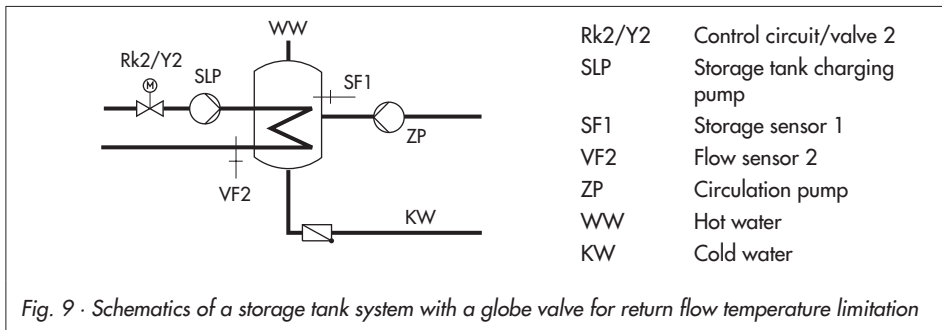 WW
Rk2/Y2
M
SLP
SF1
ZP
VF2
KW
Rk2/Y2 Control circuit/valve 2
SLP Storage tank charging
pump
SF1 Storage sensor 1
VF2 Flow sensor 2
ZP Circulation pump
WW Hot water
KW Cold water
Fig. 9 · Schematics of a storage tank system with a globe valve for return flow temperature limitation